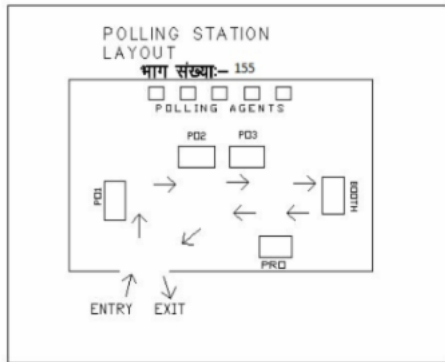 POLLING STATION
LAYOUT
भाग संख्याः– 155
POLLING AGENTS
PO2 PO3
PO1
BOOTH
PRO
ENTRY EXIT